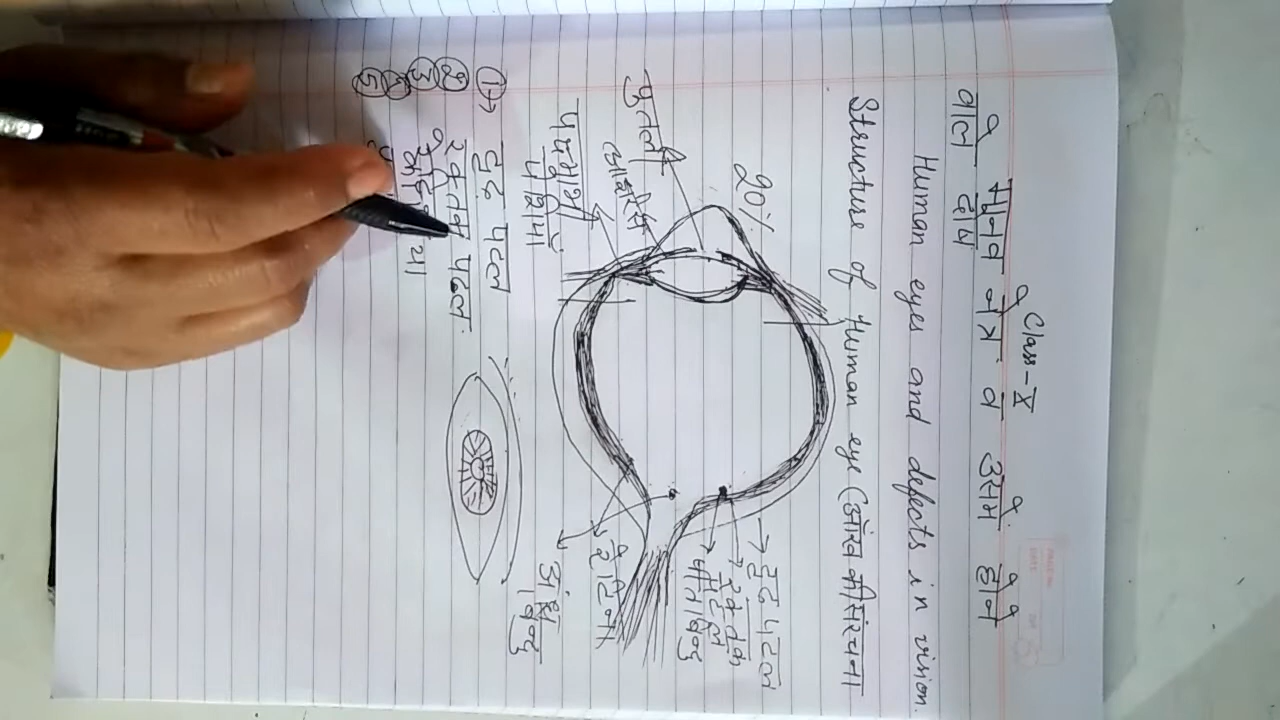 Class-X
मानव नेत्र व उसमे होने
वाले दोष
Human eyes and defects in vision.
Structure of Human eye (आँख की संरचना
20%
पुतली
आइरिस
पक्ष्माभी
पेशियां
→ दृढ़ पटल
रक्तक
पटल
पीत बिन्दु
रेटिना
अंध
बिन्दु
①→ दृढ़ पटल
② रक्तक पटल
③
④
⑤